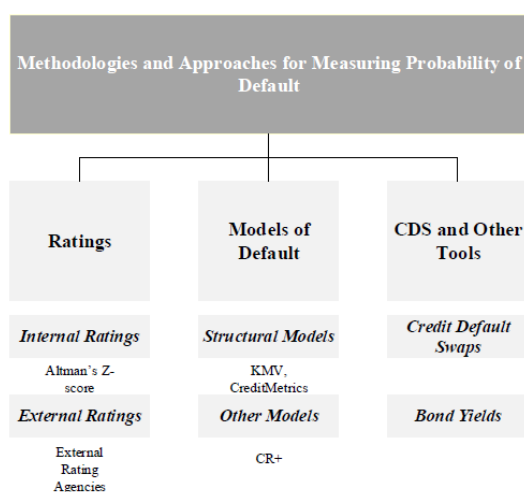 Methodologies and Approaches for Measuring Probability of
Default
Ratings
Models of
Default
CDS and Other
Tools
Internal Ratings
Structural Models
Credit Default
Swaps
Altman's Z-
score
KMV,
CreditMetrics
External Ratings
Other Models
Bond Yields
External
Rating
Agencies
CR+